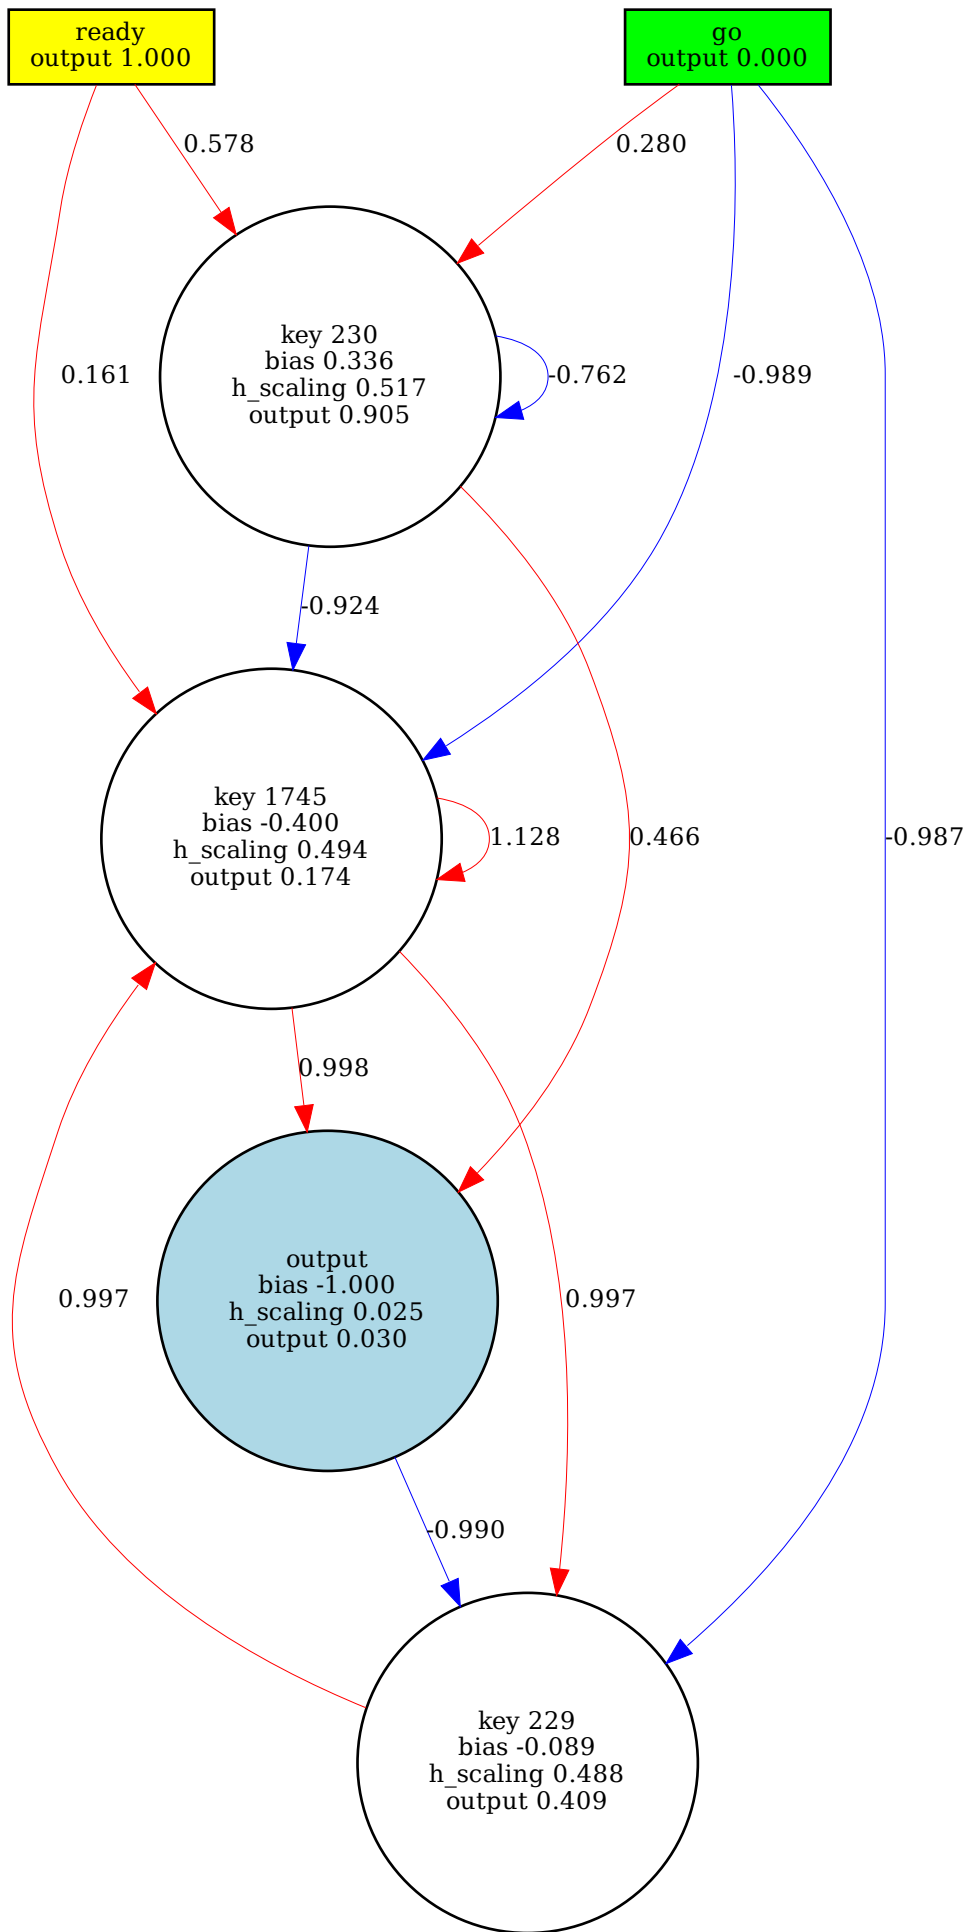 ready
output 1.000
go
output 0.000
0.578
0.280
key 230
bias 0.336
h_scaling 0.517
output 0.905
0.161
-0.762
-0.989
-0.924
key 1745
bias -0.400
h_scaling 0.494
output 0.174
1.128
0.466
-0.987
0.998
output
bias -1.000
h_scaling 0.025
output 0.030
0.997
0.997
-0.990
key 229
bias -0.089
h_scaling 0.488
output 0.409